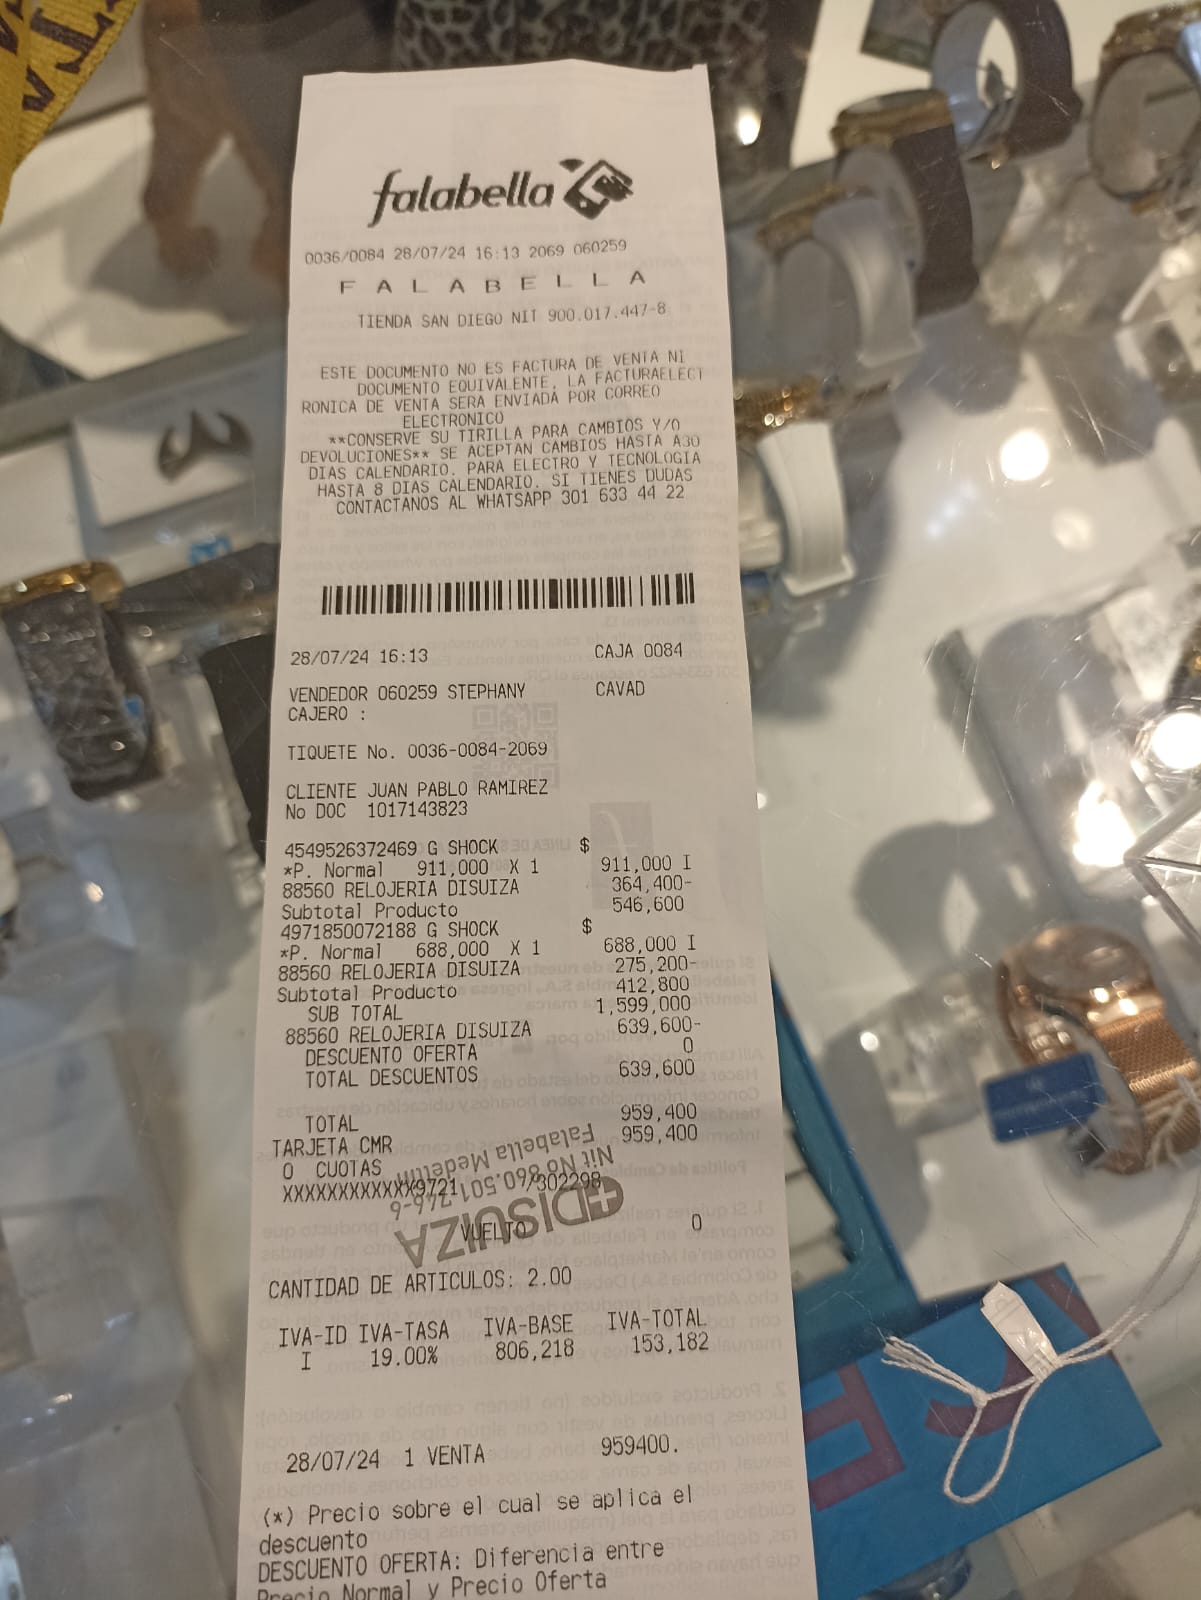 falabella
0036/0084 28/07/24 16:13 2069 060259
F A L A B E L L A
TIENDA SAN DIEGO NIT 900.017.447-8
ESTE DOCUMENTO NO ES FACTURA DE VENTA NI
DOCUMENTO EQUIVALENTE, LA FACTURAELECT
RONICA DE VENTA SERA ENVIADA POR CORREO
ELECTRONICO
**CONSERVE SU TIRILLA PARA CAMBIOS Y/O
DEVOLUCIONES** SE ACEPTAN CAMBIOS HASTA A30
DIAS CALENDARIO. PARA ELECTRO Y TECNOLOGIA
HASTA 8 DIAS CALENDARIO. SI TIENES DUDAS
CONTACTANOS AL WHATSAPP 301 633 44 22
28/07/24 16:13 CAJA 0084
VENDEDOR 060259 STEPHANY CAVAD
CAJERO :
TIQUETE No. 0036-0084-2069
CLIENTE JUAN PABLO RAMIREZ
No DOC 1017143823
4549526372469 G SHOCK $
*P. Normal 911,000 X 1 911,000 I
88560 RELOJERIA DISUIZA 364,400-
Subtotal Producto 546,600
4971850072188 G SHOCK $
*P. Normal 688,000 X 1 688,000 I
88560 RELOJERIA DISUIZA 275,200-
Subtotal Producto 412,800
SUB TOTAL 1,599,000
88560 RELOJERIA DISUIZA 639,600-
DESCUENTO OFERTA 0
TOTAL DESCUENTOS 639,600
TOTAL 959,400
TARJETA CMR 959,400
0 CUOTAS
XXXXXXXXXXXX9721 07/302298
VUELTO 0
DISUIZA
Nit No 860.501.746-6
Falabella Medellin
CANTIDAD DE ARTICULOS: 2.00
IVA-ID IVA-TASA IVA-BASE IVA-TOTAL
I 19.00% 806,218 153,182
28/07/24 1 VENTA 959400.
(*) Precio sobre el cual se aplica el
descuento
DESCUENTO OFERTA: Diferencia entre
Precio Normal y Precio Oferta